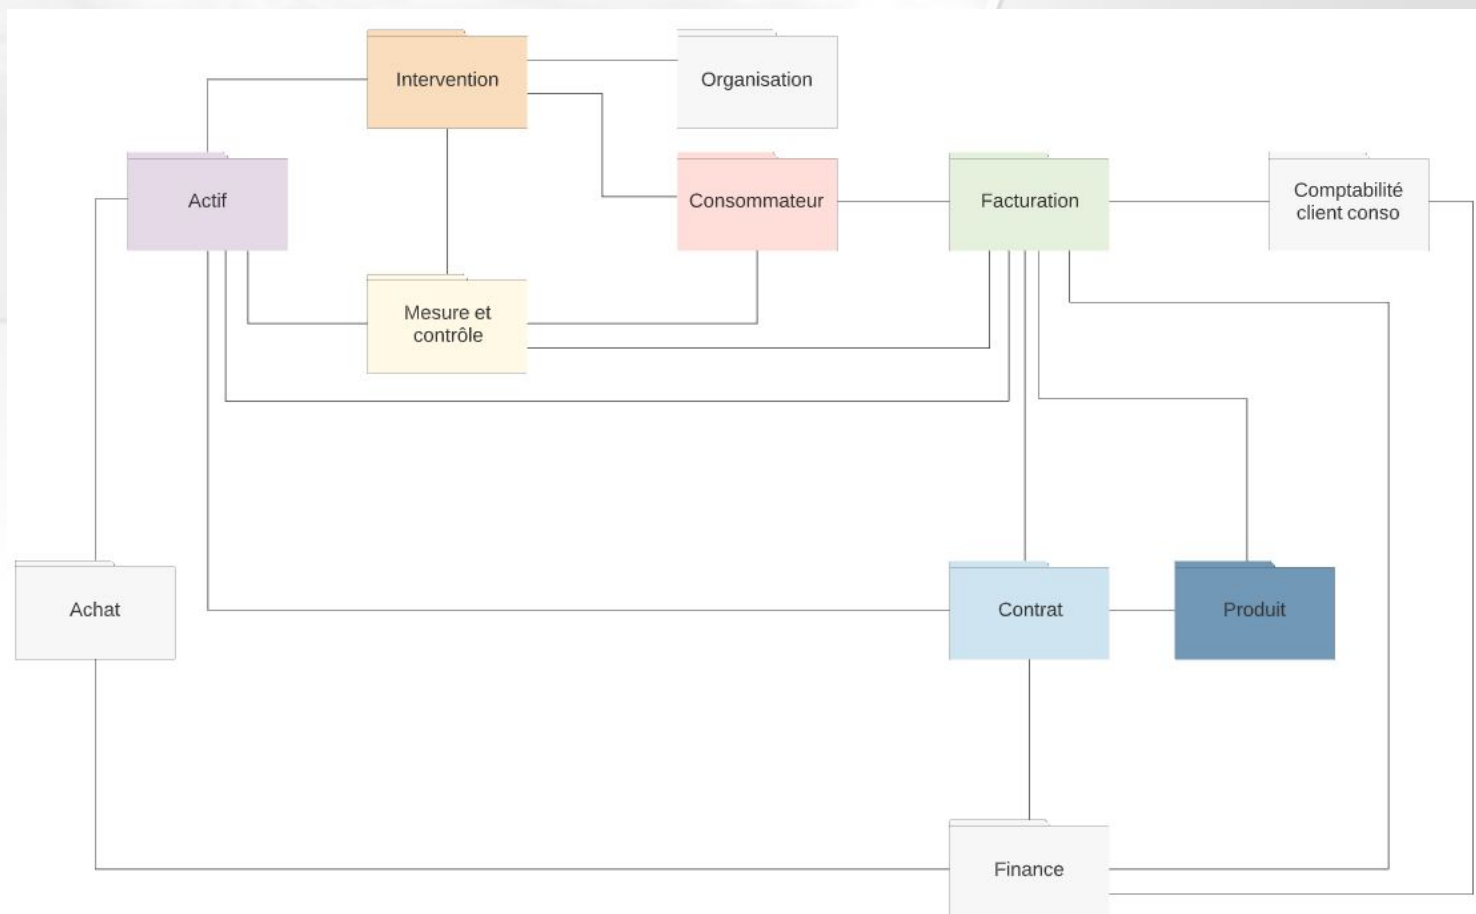 Intervention
Organisation
Actif
Consommateur
Facturation
Comptabilité
client conso
Mesure et
contrôle
Achat
Contrat
Produit
Finance